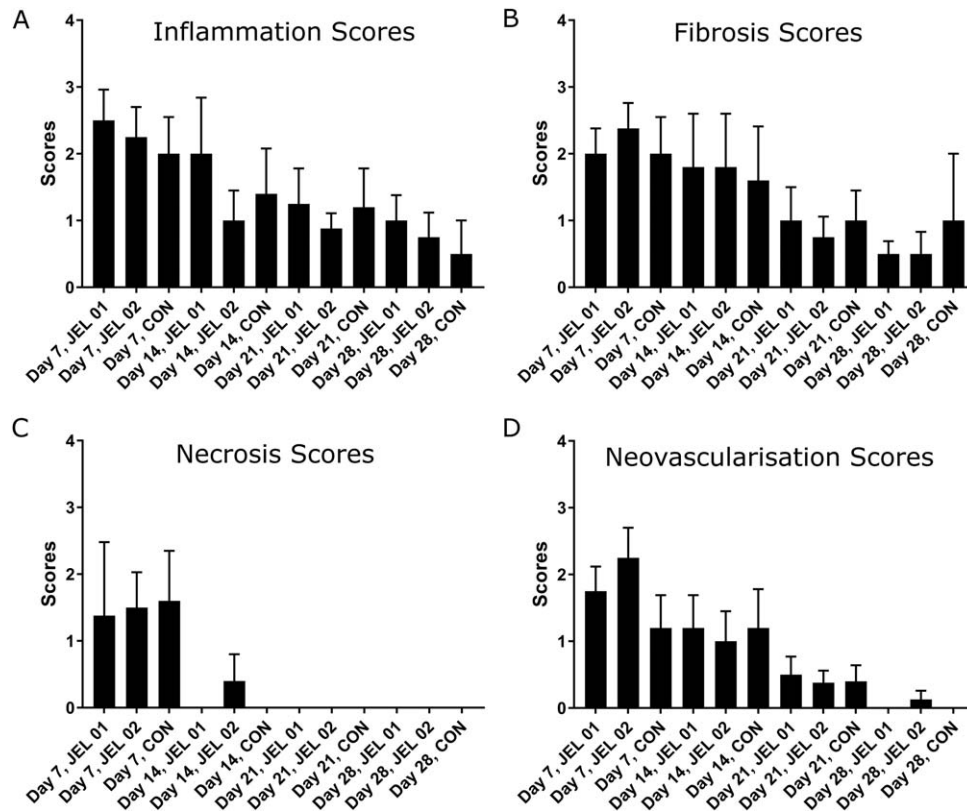 A
Inflammation Scores
4
3
2
1
0
Scores
Day 7, JEL 01
Day 7, JEL 02
Day 7, CON
Day 14, JEL 01
Day 14, JEL 02
Day 14, CON
Day 21, JEL 01
Day 21, JEL 02
Day 21, CON
Day 28, JEL 01
Day 28, JEL 02
Day 28, CON
B
Fibrosis Scores
4
3
2
1
0
Scores
Day 7, JEL 01
Day 7, JEL 02
Day 7, CON
Day 14, JEL 01
Day 14, JEL 02
Day 14, CON
Day 21, JEL 01
Day 21, JEL 02
Day 21, CON
Day 28, JEL 01
Day 28, JEL 02
Day 28, CON
C
Necrosis Scores
4
3
2
1
0
Scores
Day 7, JEL 01
Day 7, JEL 02
Day 7, CON
Day 14, JEL 01
Day 14, JEL 02
Day 14, CON
Day 21, JEL 01
Day 21, JEL 02
Day 21, CON
Day 28, JEL 01
Day 28, JEL 02
Day 28, CON
D
Neovascularisation Scores
4
3
2
1
0
Scores
Day 7, JEL 01
Day 7, JEL 02
Day 7, CON
Day 14, JEL 01
Day 14, JEL 02
Day 14, CON
Day 21, JEL 01
Day 21, JEL 02
Day 21, CON
Day 28, JEL 01
Day 28, JEL 02
Day 28, CON